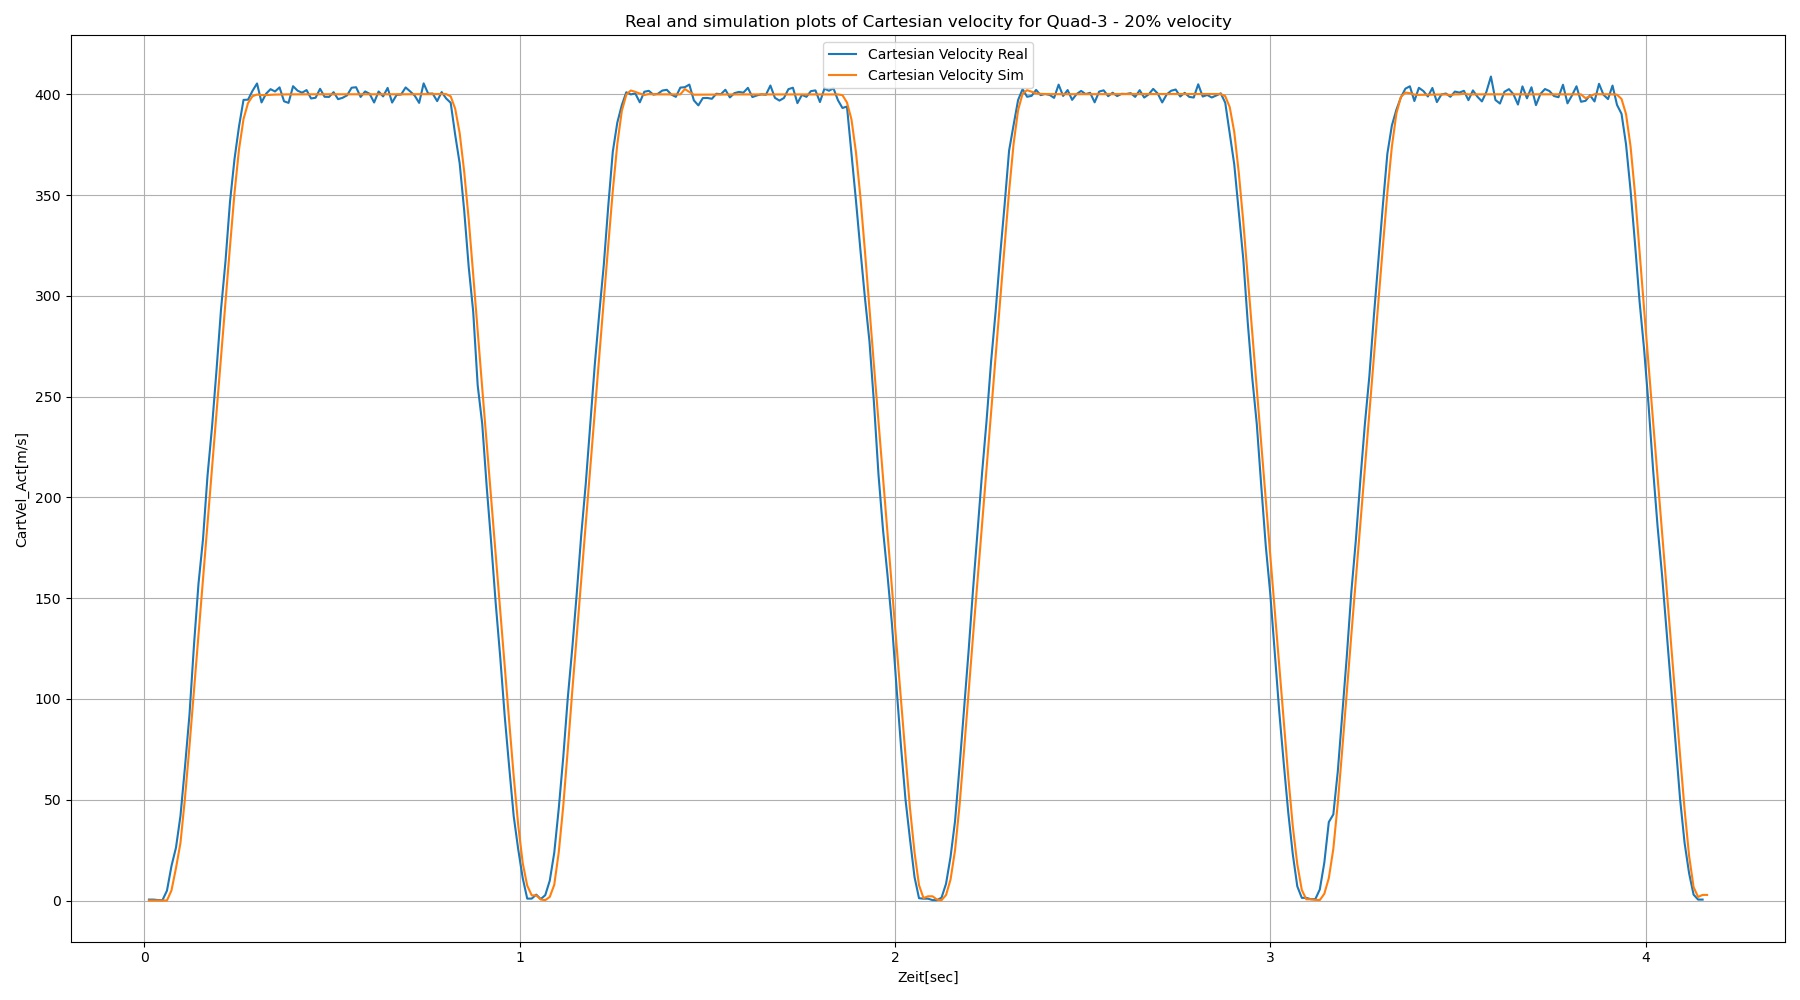 Real and simulation plots of Cartesian velocity for Quad-3 - 20% velocity
Cartesian Velocity Real
Cartesian Velocity Sim
CartVel_Act[m/s]
400
350
300
250
200
150
100
50
0
0 1 2 3 4
Zeit[sec]